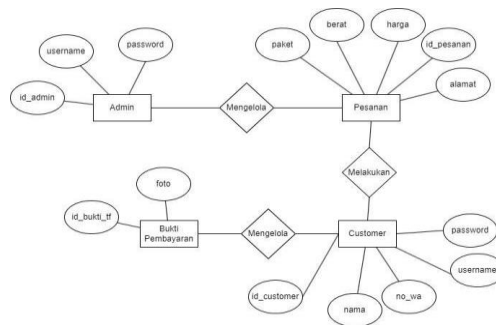 berat
harga
paket
id_pesanan
username
password
alamat
id_admin
Admin
Mengelola
Pesanan
Melakukan
foto
id_bukti_tf
Bukti
Pembayaran
Mengelola
Customer
password
username
id_customer
no_wa
nama